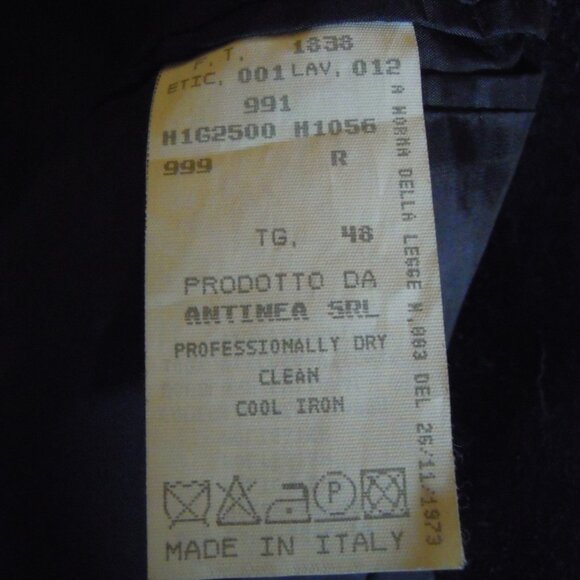 P. T. 1838
ETIC. 001 LAV. 012
991
H1G2500 H1056
999 R
TG. 48
PRODOTTO DA
ANTINEA SRL
PROFESSIONALLY DRY
CLEAN
COOL IRON
P
MADE IN ITALY
A NORMA DELLA LEGGE N.883 DEL 26/11/1973